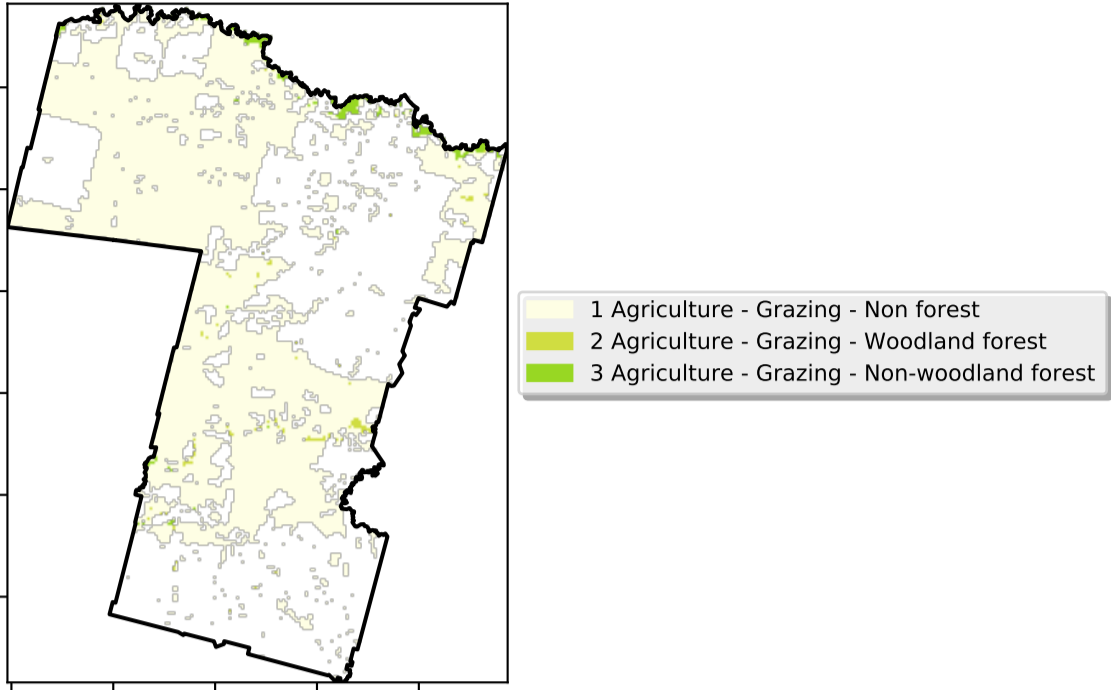 1 Agriculture - Grazing - Non forest
2 Agriculture - Grazing - Woodland forest
3 Agriculture - Grazing - Non-woodland forest